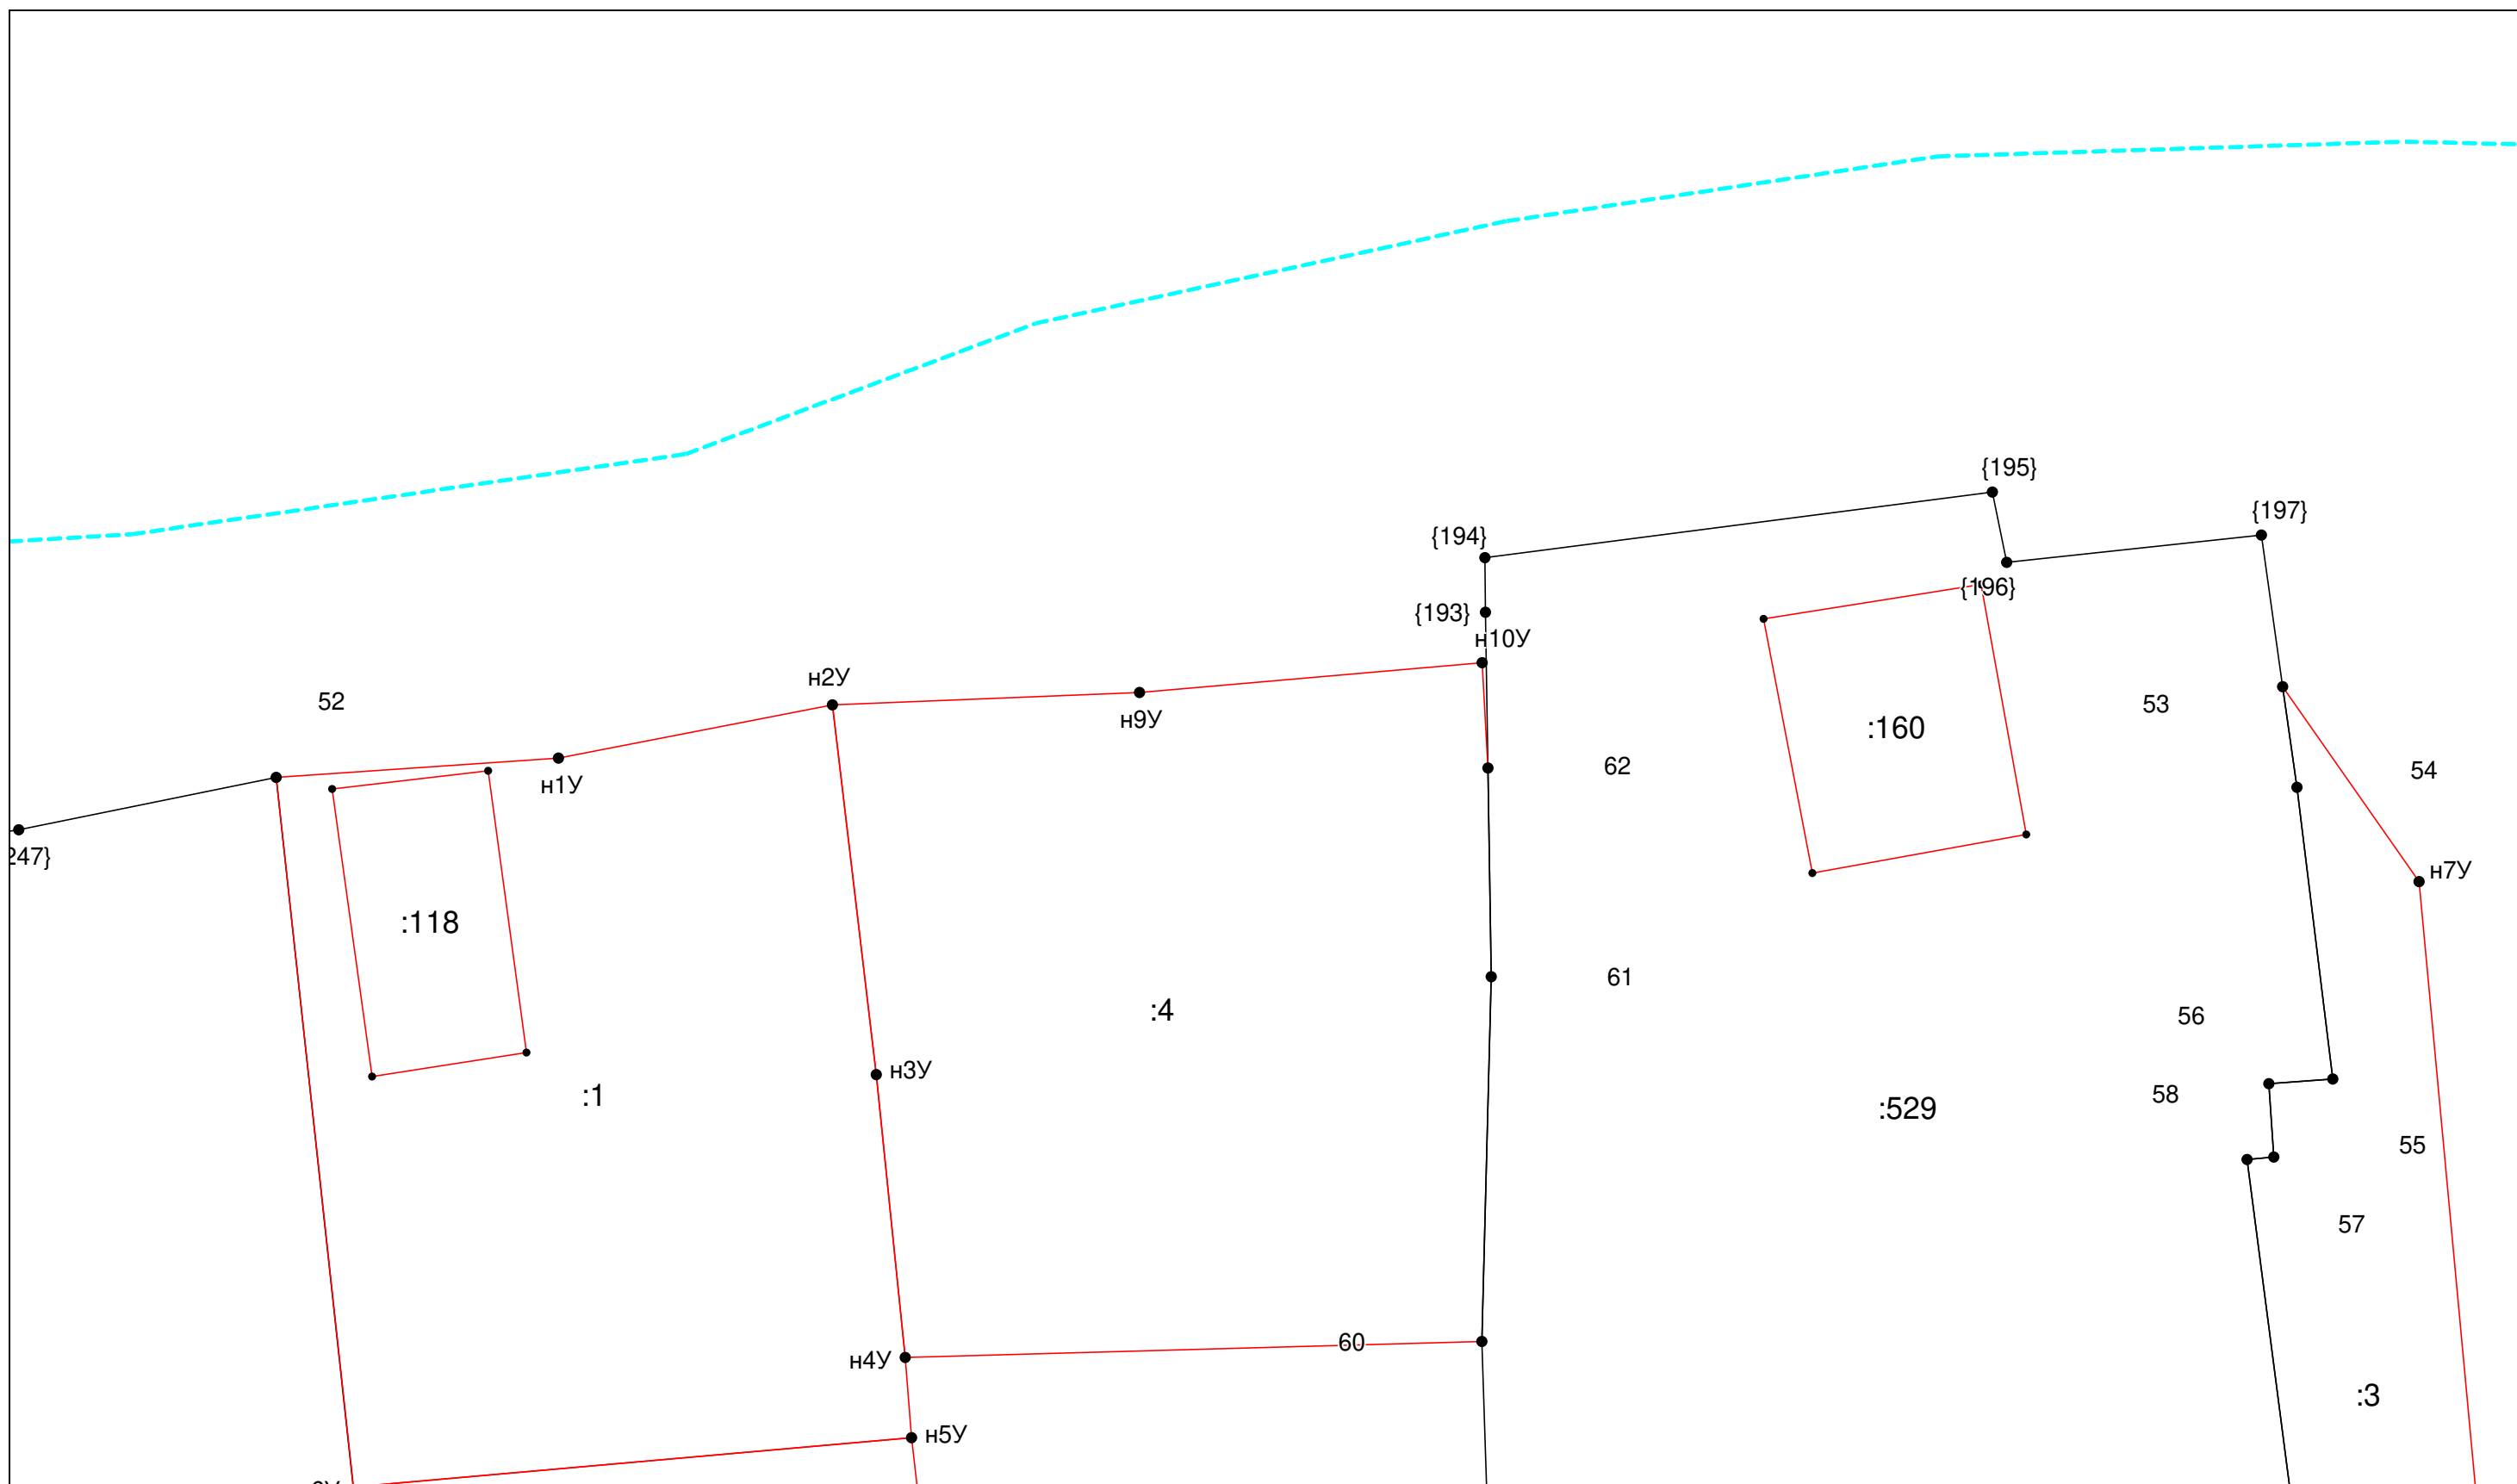 {195}
{197}
{194}
{196}
{193}
н10У
н2У
52
53
н9У
62
:160
54
н1У
247}
н7У
:118
61
:4
56
н3У
:1
58
:529
55
57
60
н4У
:3
н5У